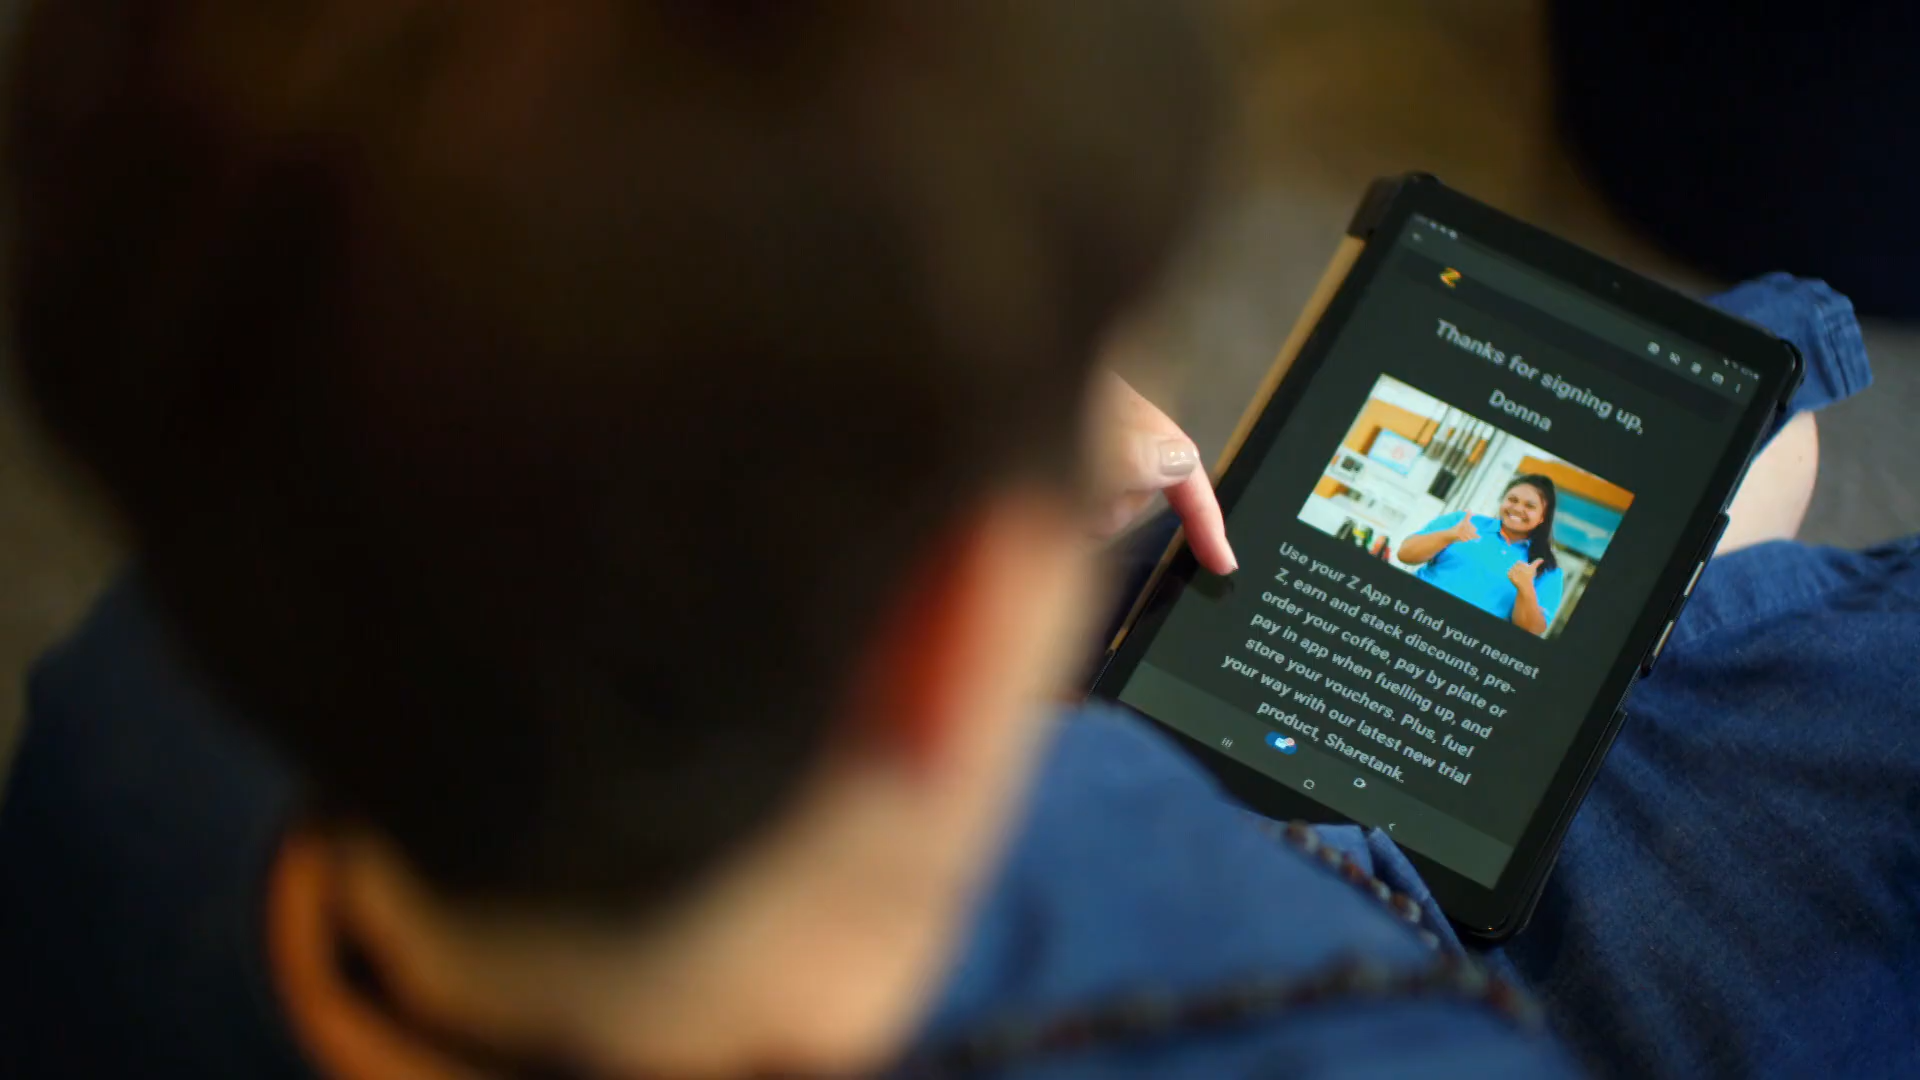 Z
Thanks for signing up,
Donna
Use your Z App to find your nearest
Z, earn and stack discounts, pre-
order your coffee, pay by plate or
pay in app when fuelling up, and
store your vouchers. Plus, fuel
your way with our latest new trial
product, Sharetank.